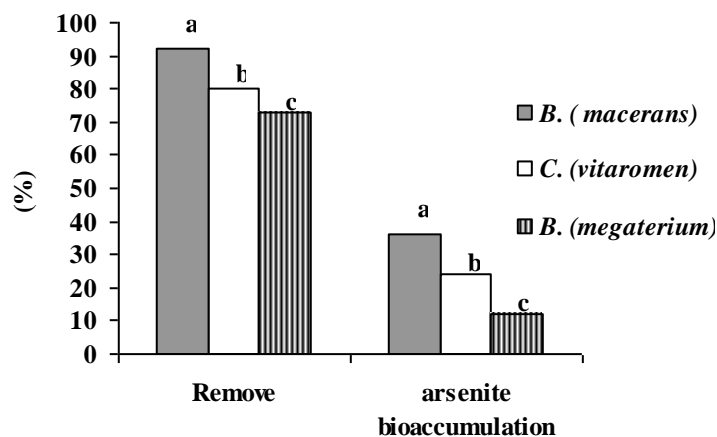 100
90
80
70
60
50
40
30
20
10
0
(%)
a
b
c
a
b
c
Remove
arsenite
bioaccumulation
B. ( macerans)
C. (vitaromen)
B. (megaterium)